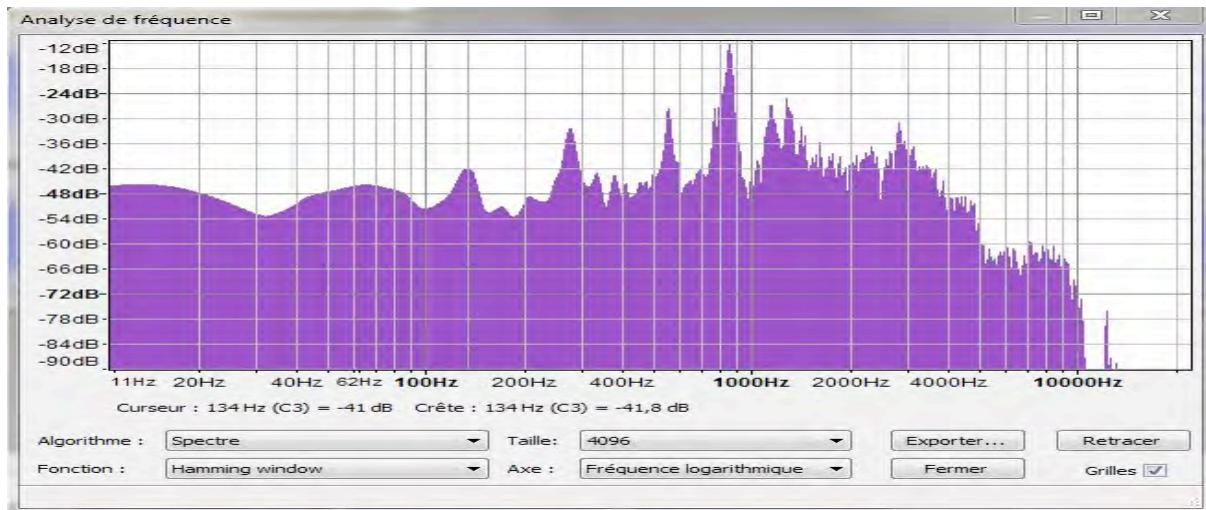 Analyse de fréquence
-12dB
-18dB
-24dB
-30dB
-36dB
-42dB
-48dB
-54dB
-60dB
-66dB
-72dB
-78dB
-84dB
-90dB
11Hz 20Hz 40Hz 62Hz 100Hz 200Hz 400Hz 1000Hz 2000Hz 4000Hz 10000Hz
Curseur : 134 Hz (C3) = -41 dB Crête : 134 Hz (C3) = -41,8 dB
Algorithme : Spectre Taille: 4096 Exporter... Retracer
Fonction : Hamming window Axe : Fréquence logarithmique Fermer Grilles